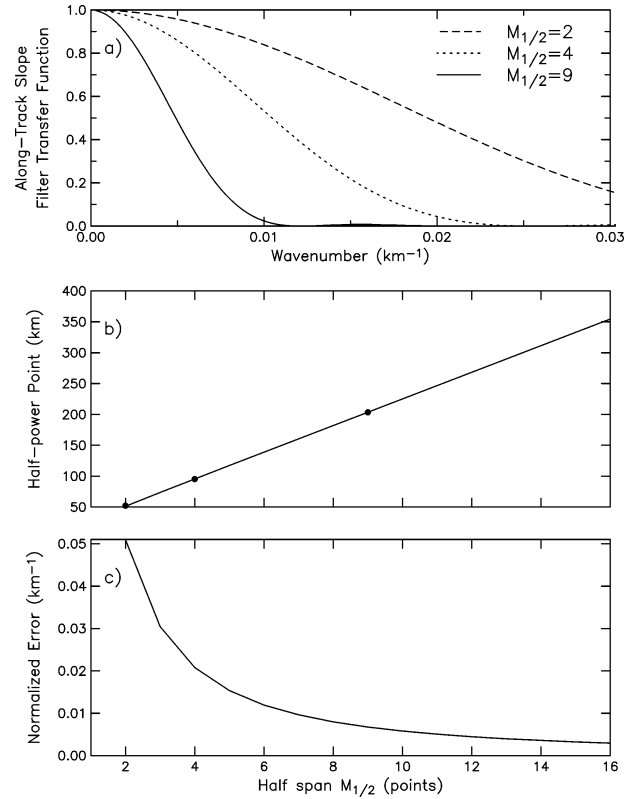 1.0
0.8
0.6
0.4
0.2
0.0
Along-Track Slope
Filter Transfer Function
a)
M1/2=2
M1/2=4
M1/2=9
0.00
0.01
0.02
0.03
Wavenumber (km⁻¹)
400
350
300
250
200
150
100
50
Half-power Point (km)
b)
0.05
0.04
0.03
0.02
0.01
0.00
Normalized Error (km⁻¹)
c)
2
4
6
8
10
12
14
16
Half span M1/2 (points)